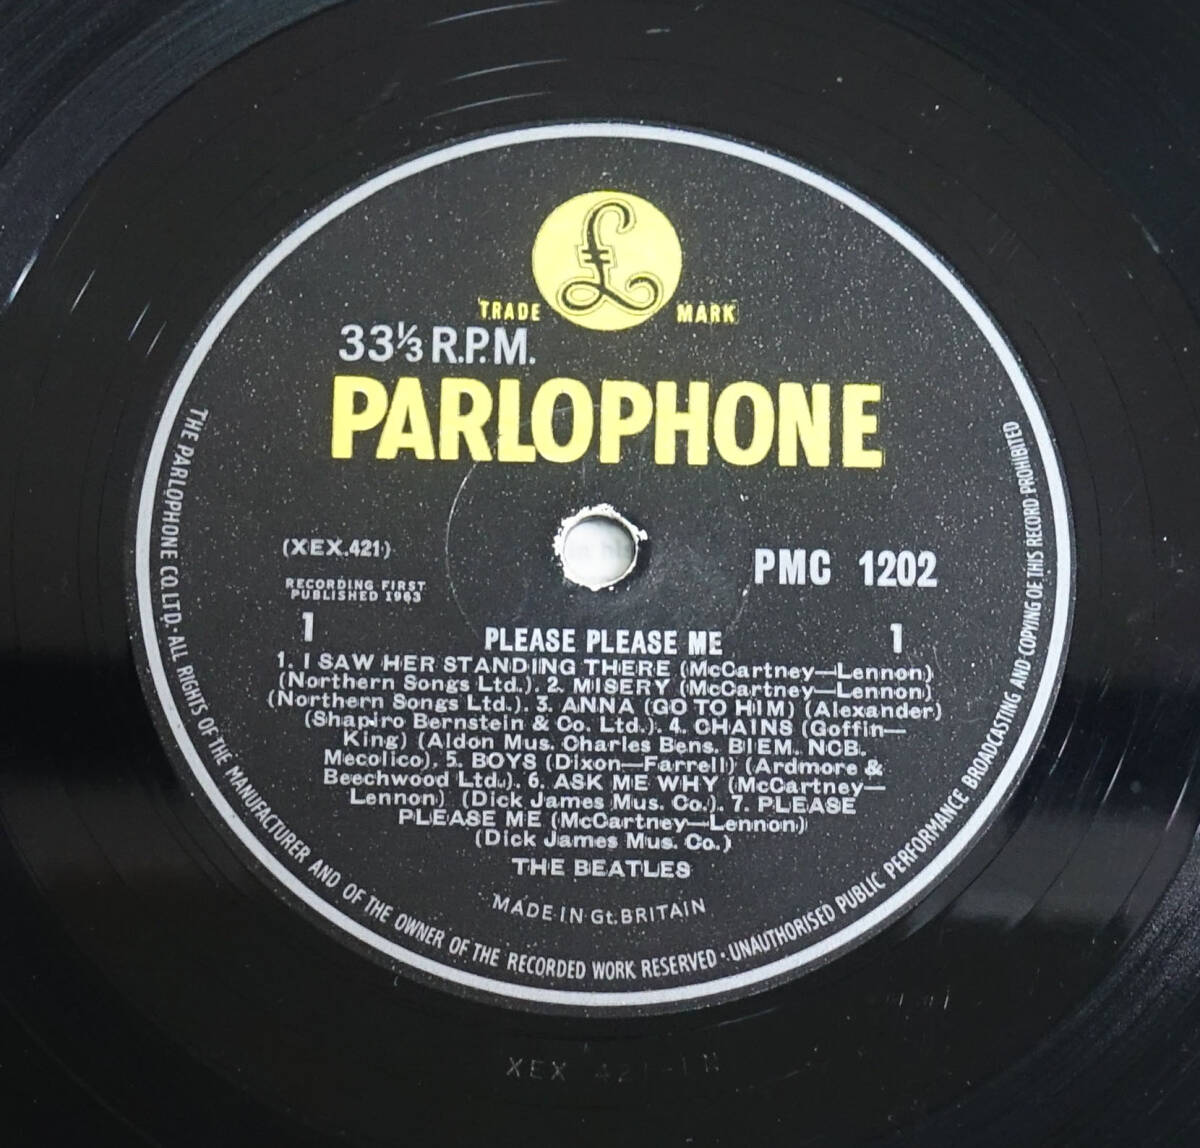 £
TRADE MARK
33⅓ R.P.M.
PARLOPHONE
(XEX.421)
PMC 1202
RECORDING FIRST
PUBLISHED 1963
1 1
PLEASE PLEASE ME
1. I SAW HER STANDING THERE (McCartney—Lennon)
(Northern Songs Ltd.). 2. MISERY (McCartney—Lennon)
(Northern Songs Ltd.). 3. ANNA (GO TO HIM) (Alexander)
(Shapiro Bernstein & Co. Ltd.). 4. CHAINS (Goffin—
King) (Aldon Mus. Charles Bens. BIEM. NCB.
Mecolico). 5. BOYS (Dixon—Farrell) (Ardmore &
Beechwood Ltd.). 6. ASK ME WHY (McCartney—
Lennon) (Dick James Mus. Co.). 7. PLEASE
PLEASE ME (McCartney—Lennon)
(Dick James Mus. Co.)
THE BEATLES
MADE IN Gt. BRITAIN
THE PARLOPHONE CO. LTD. · ALL RIGHTS OF THE MANUFACTURER AND OF THE OWNER OF THE RECORDED WORK RESERVED · UNAUTHORISED PUBLIC PERFORMANCE BROADCASTING AND COPYING OF THIS RECORD PROHIBITED
XEX 421-1N